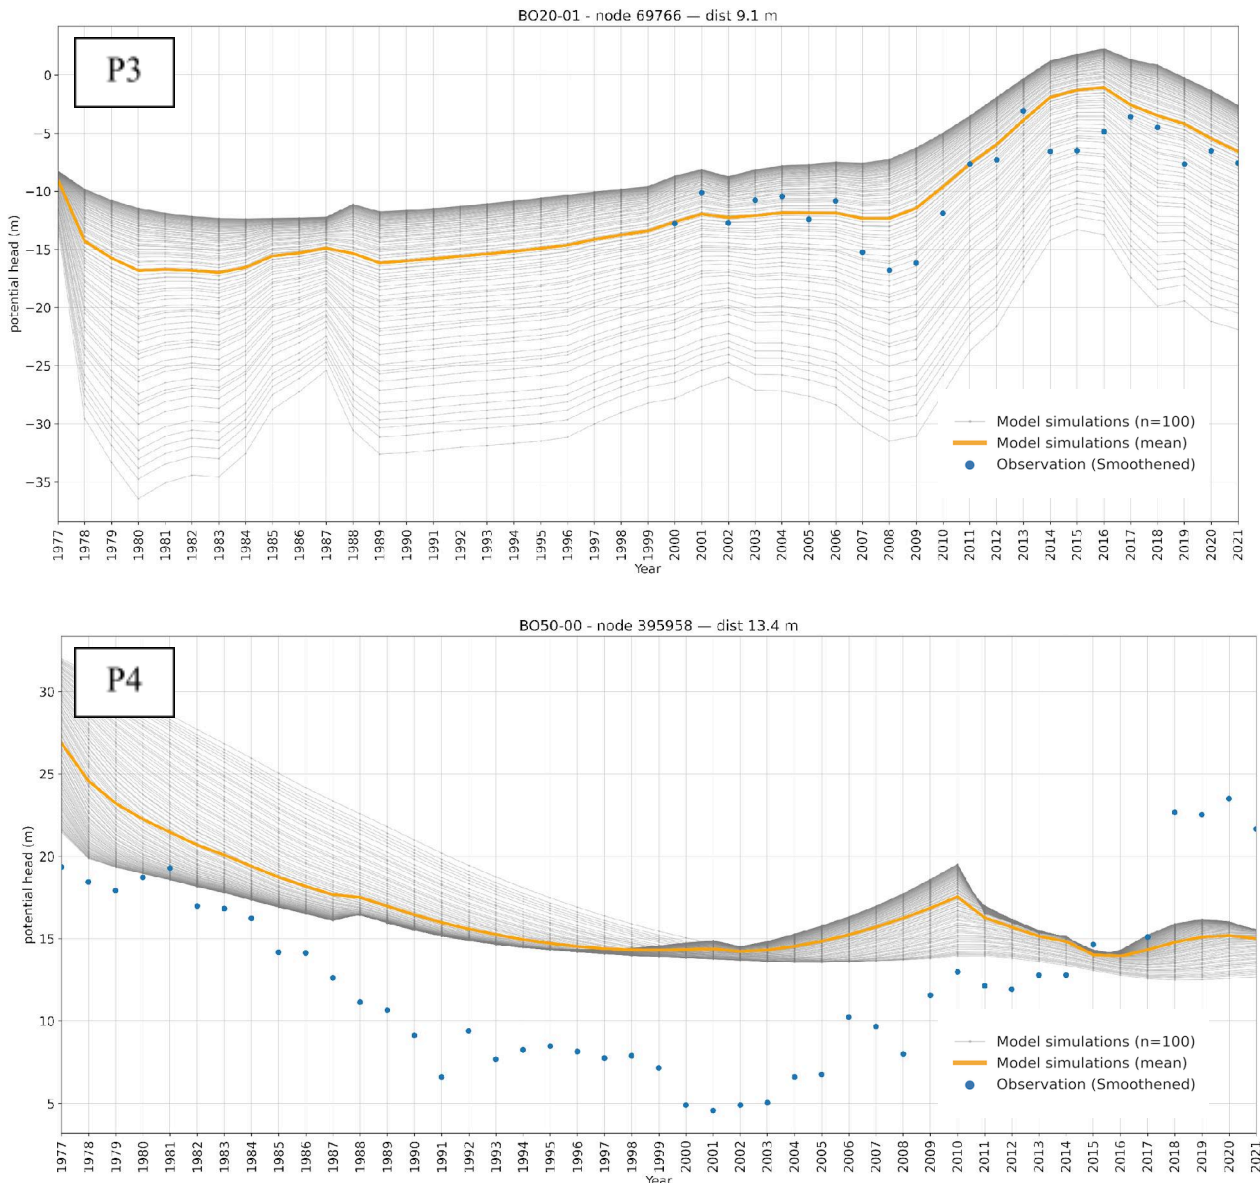 BO20-01 - node 69766 — dist 9.1 m
P3
potential head (m)
0
−5
−10
−15
−20
−25
−30
−35
Model simulations (n=100)
Model simulations (mean)
Observation (Smoothened)
1977 1978 1979 1980 1981 1982 1983 1984 1985 1986 1987 1988 1989 1990 1991 1992 1993 1994 1995 1996 1997 1998 1999 2000 2001 2002 2003 2004 2005 2006 2007 2008 2009 2010 2011 2012 2013 2014 2015 2016 2017 2018 2019 2020 2021
Year
BO50-00 - node 395958 — dist 13.4 m
P4
potential head (m)
30
25
20
15
10
5
Model simulations (n=100)
Model simulations (mean)
Observation (Smoothened)
1977 1978 1979 1980 1981 1982 1983 1984 1985 1986 1987 1988 1989 1990 1991 1992 1993 1994 1995 1996 1997 1998 1999 2000 2001 2002 2003 2004 2005 2006 2007 2008 2009 2010 2011 2012 2013 2014 2015 2016 2017 2018 2019 2020 2021
Year